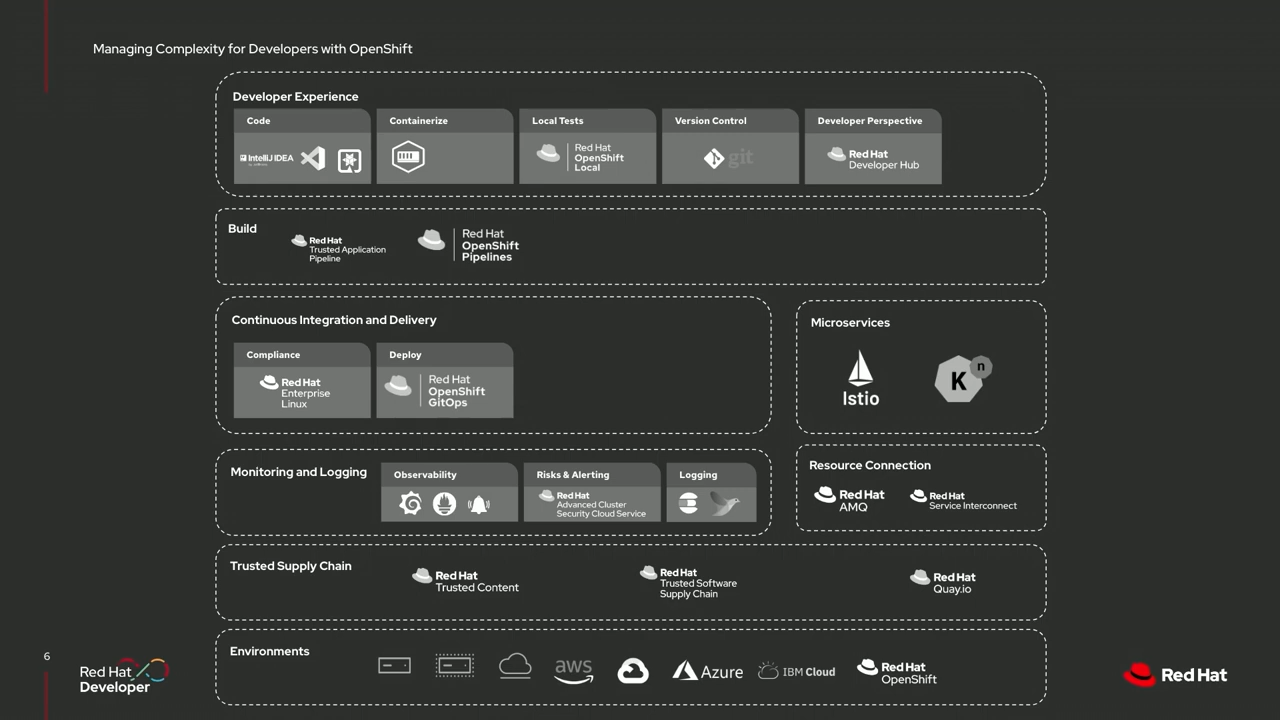 Managing Complexity for Developers with OpenShift
Developer Experience
Code
Containerize
Local Tests
Version Control
Developer Perspective
IntelliJ IDEA
Red Hat
OpenShift
Local
git
Red Hat
Developer Hub
Build
Red Hat
Trusted Application
Pipeline
Red Hat
OpenShift
Pipelines
Continuous Integration and Delivery
Compliance
Deploy
Red Hat
Enterprise
Linux
Red Hat
OpenShift
GitOps
Microservices
Istio
K
n
Monitoring and Logging
Observability
Risks & Alerting
Logging
Red Hat
Advanced Cluster
Security Cloud Service
Resource Connection
Red Hat
AMQ
Red Hat
Service Interconnect
Trusted Supply Chain
Red Hat
Trusted Content
Red Hat
Trusted Software
Supply Chain
Red Hat
Quay.io
Environments
aws
Azure
IBM Cloud
Red Hat
OpenShift
6
Red Hat
Developer
Red Hat